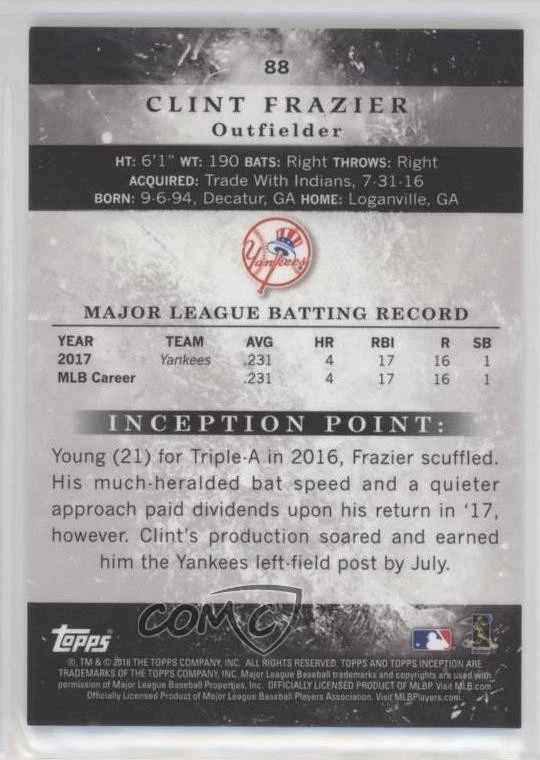 88
CLINT FRAZIER
Outfielder
HT: 6'1" WT: 190 BATS: Right THROWS: Right
ACQUIRED: Trade With Indians, 7-31-16
BORN: 9-6-94, Decatur, GA HOME: Loganville, GA
Yankees
MAJOR LEAGUE BATTING RECORD
YEAR TEAM AVG HR RBI R SB
2017 Yankees .231 4 17 16 1
MLB Career .231 4 17 16 1
INCEPTION POINT:
Young (21) for Triple-A in 2016, Frazier scuffled.
His much-heralded bat speed and a quieter
approach paid dividends upon his return in '17,
however. Clint's production soared and earned
him the Yankees left-field post by July.
COMC
Topps
®, TM & © 2018 THE TOPPS COMPANY, INC. ALL RIGHTS RESERVED. TOPPS AND TOPPS INCEPTION ARE
TRADEMARKS OF THE TOPPS COMPANY, INC. Major League Baseball trademarks and copyrights are used with
permission of Major League Baseball Properties, Inc. OFFICIALLY LICENSED PRODUCT OF MLBP. Visit MLB.com
Officially Licensed Product of Major League Baseball Players Association. Visit MLBPlayers.com.